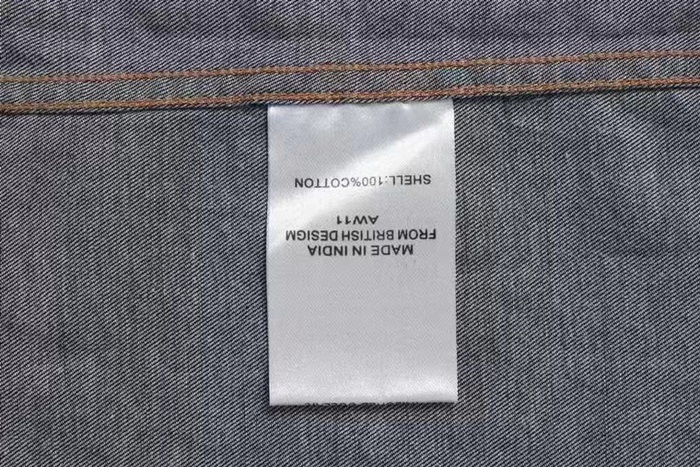 MADE IN INDIA
FROM BRITISH DESIGM
AW11
SHELL:100%COTTON